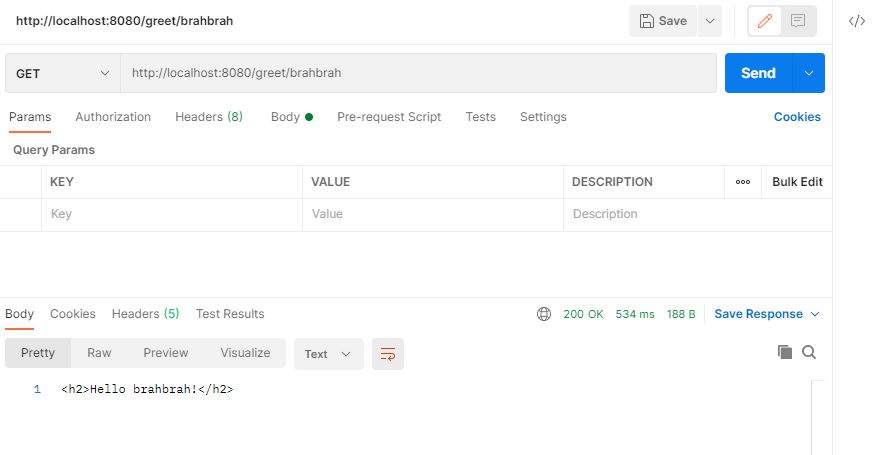 http://localhost:8080/greet/brahbrah Save </>
GET http://localhost:8080/greet/brahbrah Send
Params Authorization Headers (8) Body Pre-request Script Tests Settings Cookies
Query Params
KEY VALUE DESCRIPTION Bulk Edit
Key Value Description
Body Cookies Headers (5) Test Results 200 OK 534 ms 188 B Save Response
Pretty Raw Preview Visualize Text
1 <h2>Hello brahbrah!</h2>